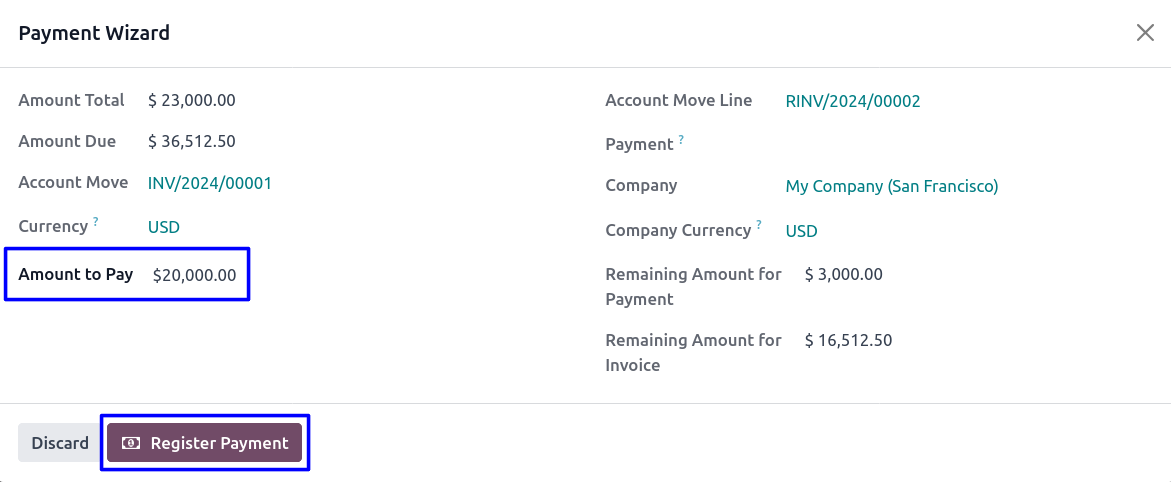 Payment Wizard
Amount Total $ 23,000.00
Amount Due $ 36,512.50
Account Move INV/2024/00001
Currency ? USD
Amount to Pay $20,000.00
Account Move Line RINV/2024/00002
Payment ?
Company My Company (San Francisco)
Company Currency ? USD
Remaining Amount for $ 3,000.00
Payment
Remaining Amount for $ 16,512.50
Invoice
Discard Register Payment